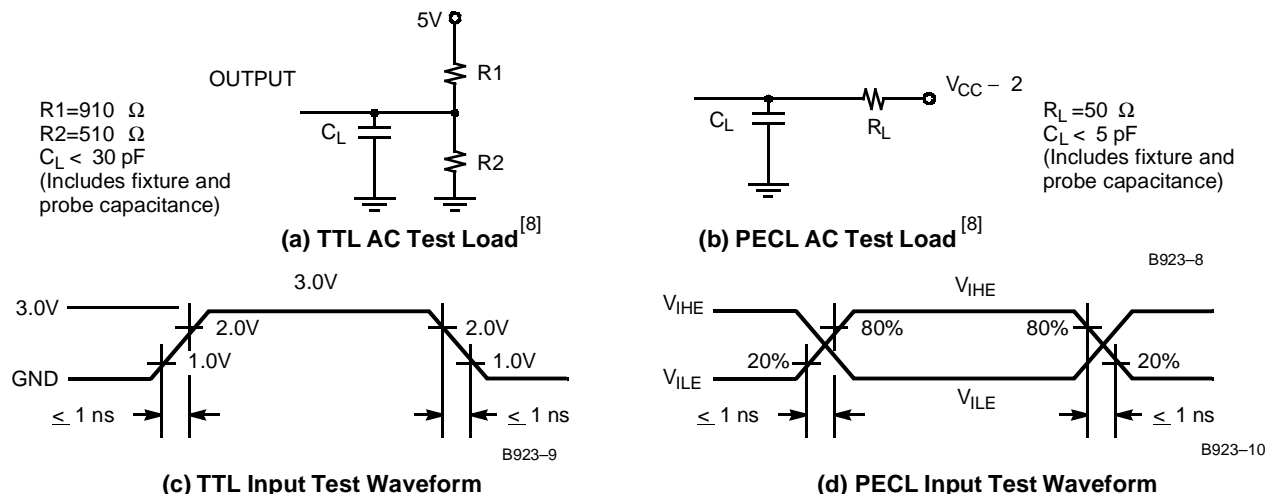 5V
R1
OUTPUT
R1=910 Ω
R2=510 Ω
C_L < 30 pF
(Includes fixture and
probe capacitance)
C_L
R2
(a) TTL AC Test Load[8]
V_CC – 2
C_L
R_L
R_L=50 Ω
C_L < 5 pF
(Includes fixture and
probe capacitance)
(b) PECL AC Test Load[8]
B923–8
3.0V
3.0V
2.0V
2.0V
1.0V
1.0V
GND
≤ 1 ns
≤ 1 ns
B923–9
(c) TTL Input Test Waveform
V_IHE
V_IHE
80%
80%
20%
20%
V_ILE
V_ILE
≤ 1 ns
≤ 1 ns
B923–10
(d) PECL Input Test Waveform